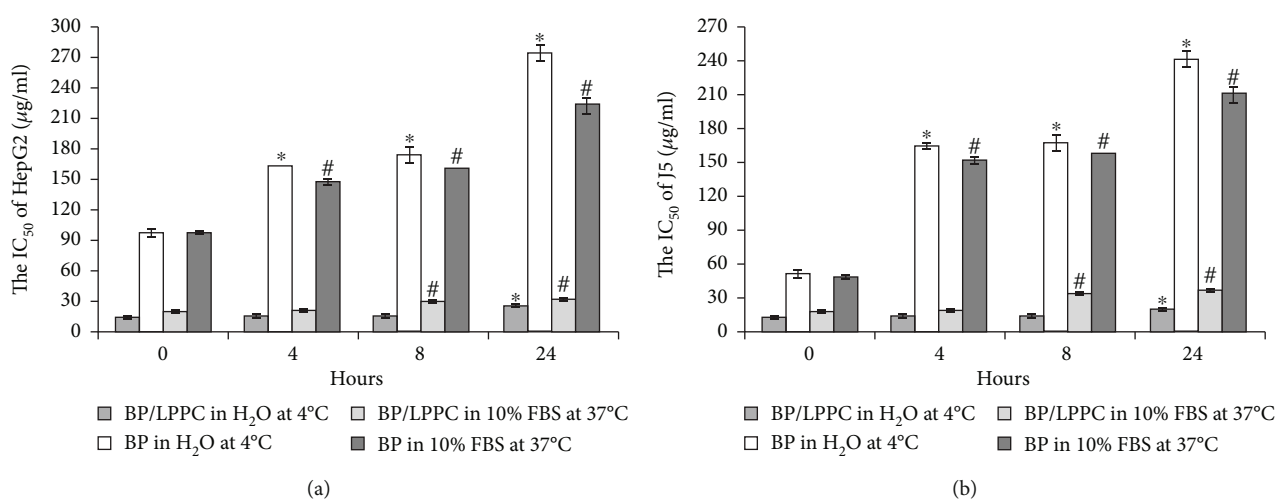 The IC50 of HepG2 (μg/ml)
300
270
240
210
180
150
120
90
60
30
0
* # * # # * * # #
0 4 8 24
Hours
BP/LPPC in H2O at 4°C BP/LPPC in 10% FBS at 37°C
BP in H2O at 4°C BP in 10% FBS at 37°C
(a)
The IC50 of J5 (μg/ml)
270
240
210
180
150
120
90
60
30
0
* # * # # * * # #
0 4 8 24
Hours
BP/LPPC in H2O at 4°C BP/LPPC in 10% FBS at 37°C
BP in H2O at 4°C BP in 10% FBS at 37°C
(b)